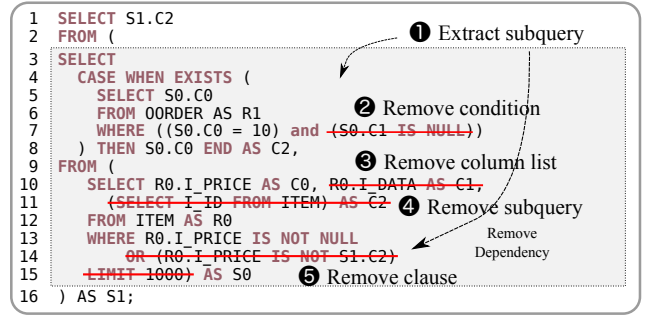 1 SELECT S1.C2
2 FROM ( ❶ Extract subquery
3 SELECT
4 CASE WHEN EXISTS (
5 SELECT S0.C0
6 FROM OORDER AS R1 ❷ Remove condition
7 WHERE ((S0.C0 = 10) and (S0.C1 IS NULL))
8 ) THEN S0.C0 END AS C2,
9 FROM ( ❸ Remove column list
10 SELECT R0.I_PRICE AS C0, R0.I_DATA AS C1,
11 (SELECT I_ID FROM ITEM) AS C2 ❹ Remove subquery
12 FROM ITEM AS R0
13 WHERE R0.I_PRICE IS NOT NULL Remove
14 OR (R0.I_PRICE IS NOT S1.C2) Dependency
15 LIMIT 1000) AS S0 ❺ Remove clause
16 ) AS S1;